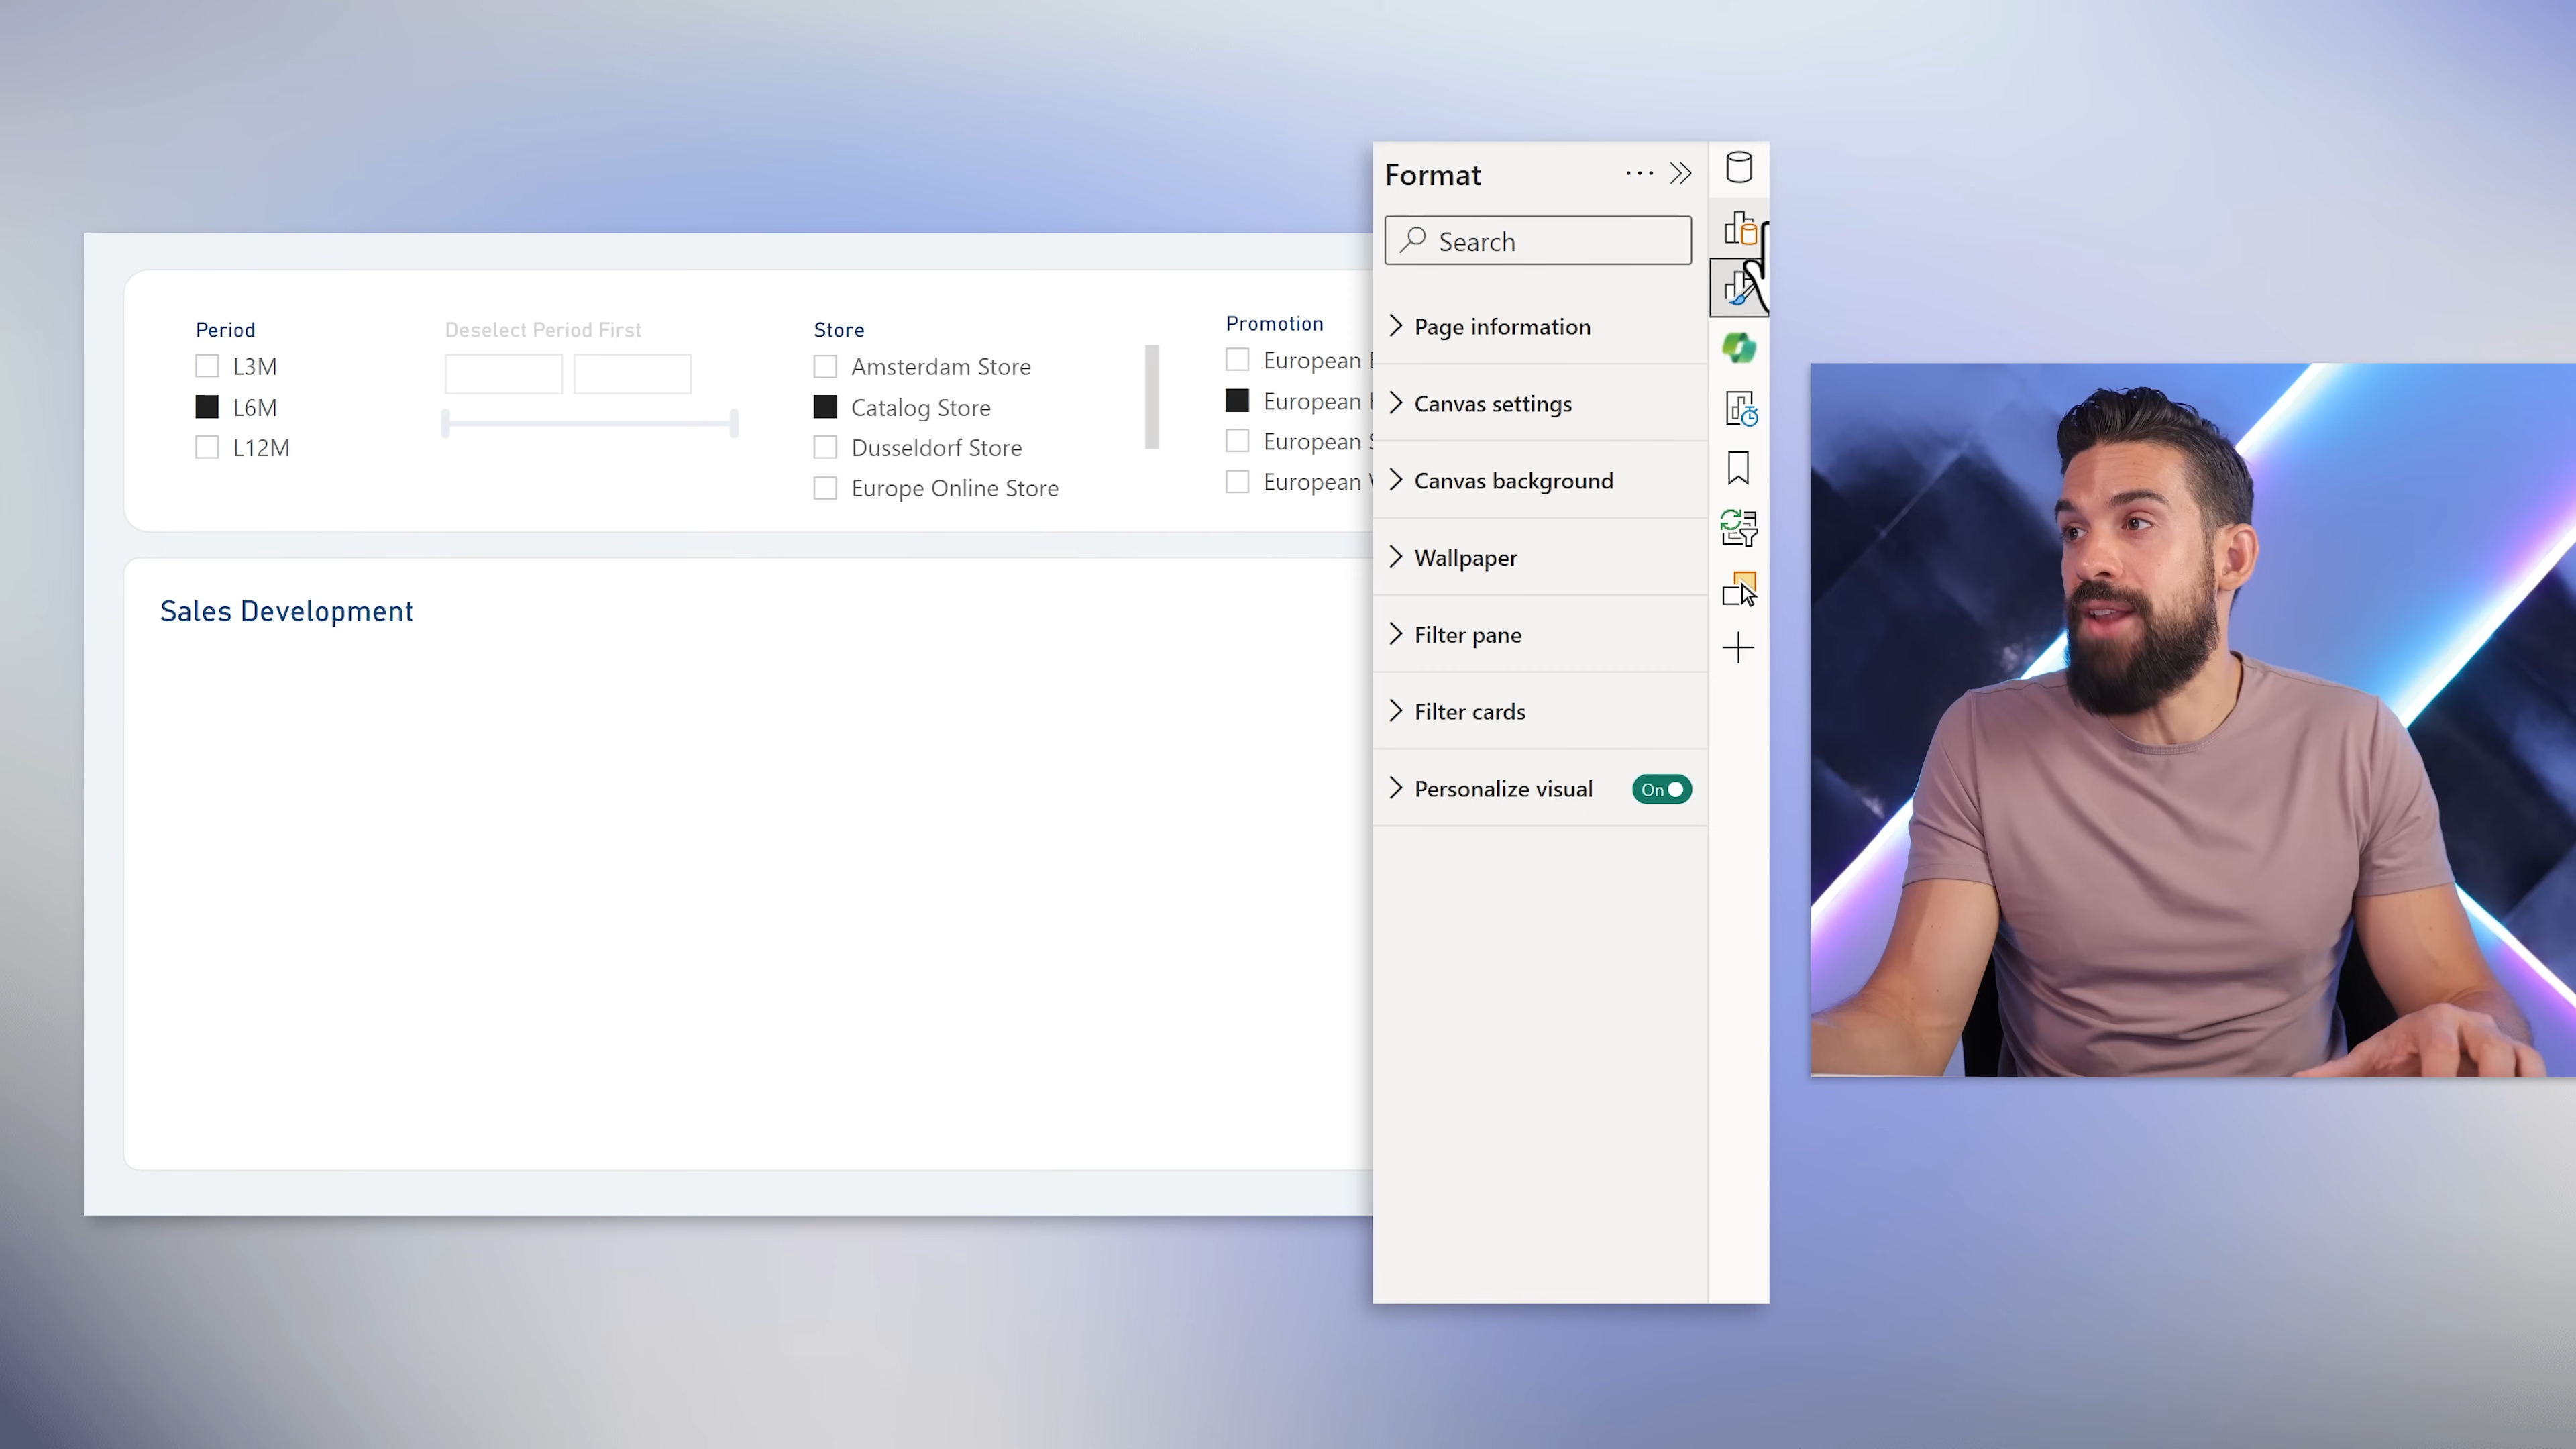 Format
Search
Period
L3M
L6M
L12M
Deselect Period First
Store
Amsterdam Store
Catalog Store
Dusseldorf Store
Europe Online Store
Promotion
European
European
European
European
Sales Development
Page information
Canvas settings
Canvas background
Wallpaper
Filter pane
Filter cards
Personalize visual
On